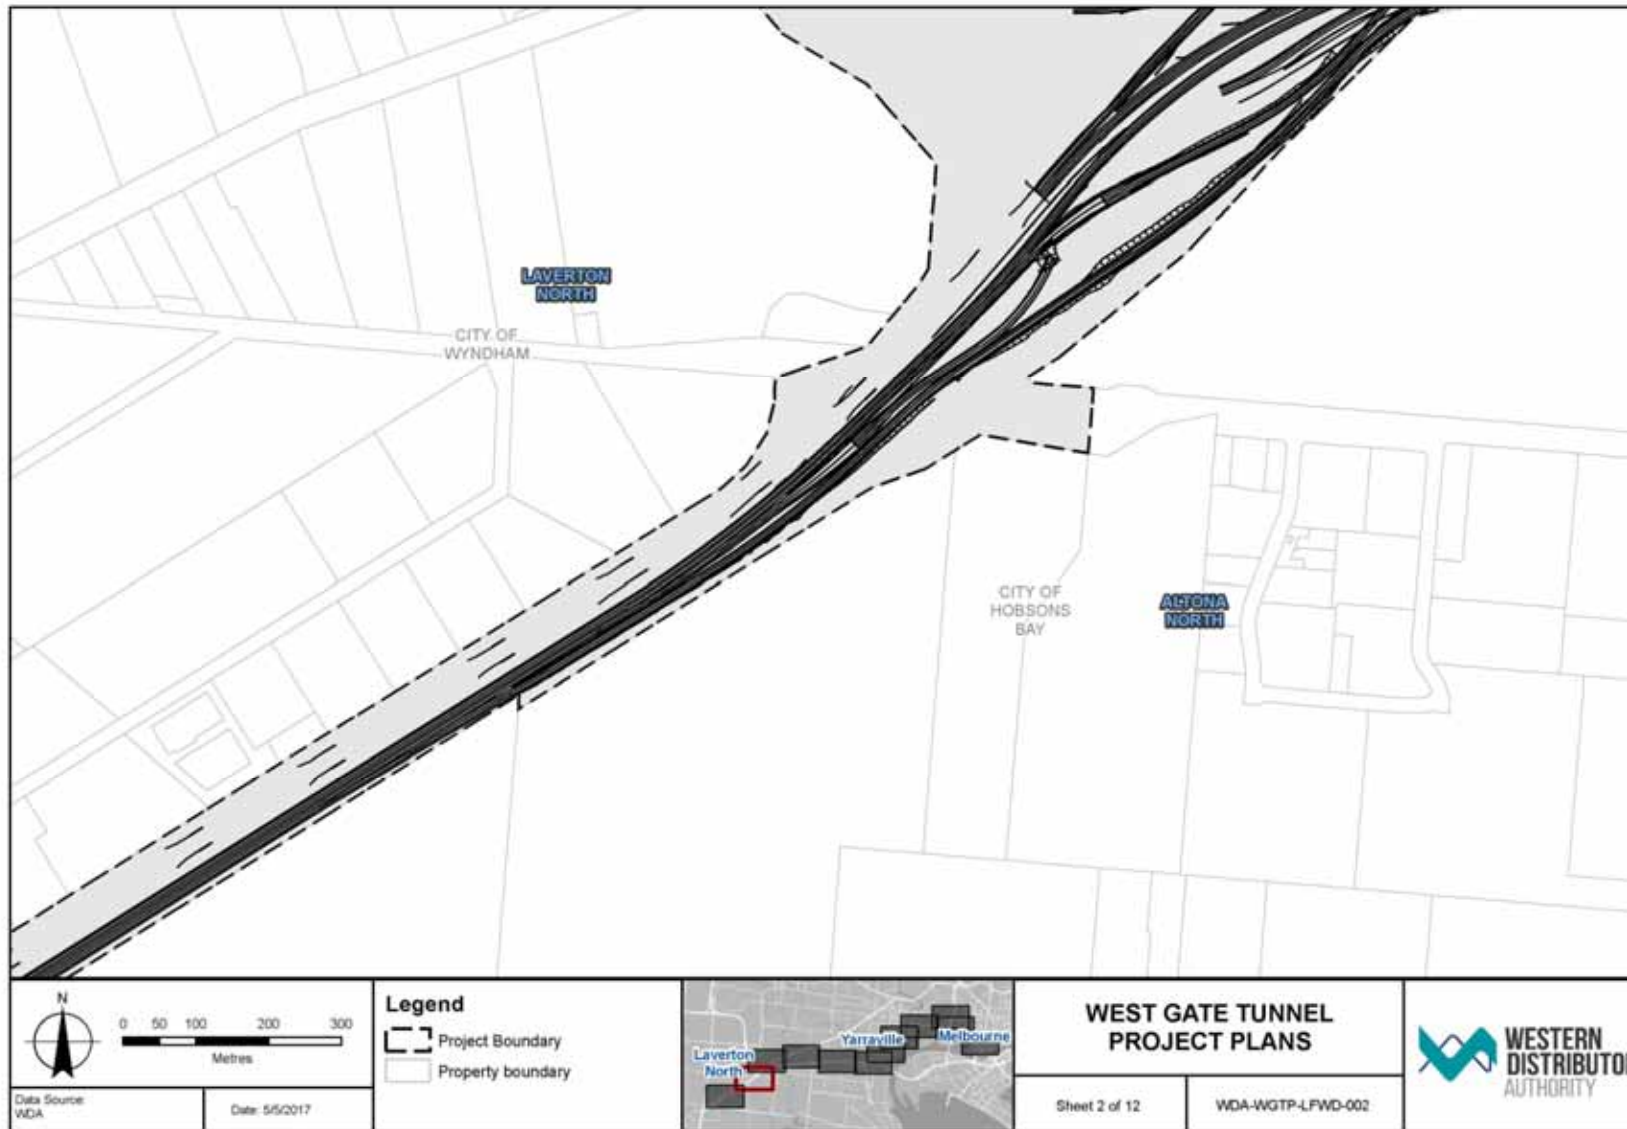 LAVERTON
NORTH
CITY OF
WYNDHAM
CITY OF
HOBSONS
BAY
ALTONA
NORTH
N
0 50 100 200 300
Metres
Data Source:
WDA
Date: 5/5/2017
Legend
Project Boundary
Property boundary
Laverton
North
Yarraville
Melbourne
WEST GATE TUNNEL
PROJECT PLANS
Sheet 2 of 12
WDA-WGTP-LFWD-002
WESTERN
DISTRIBUTO
AUTHORITY